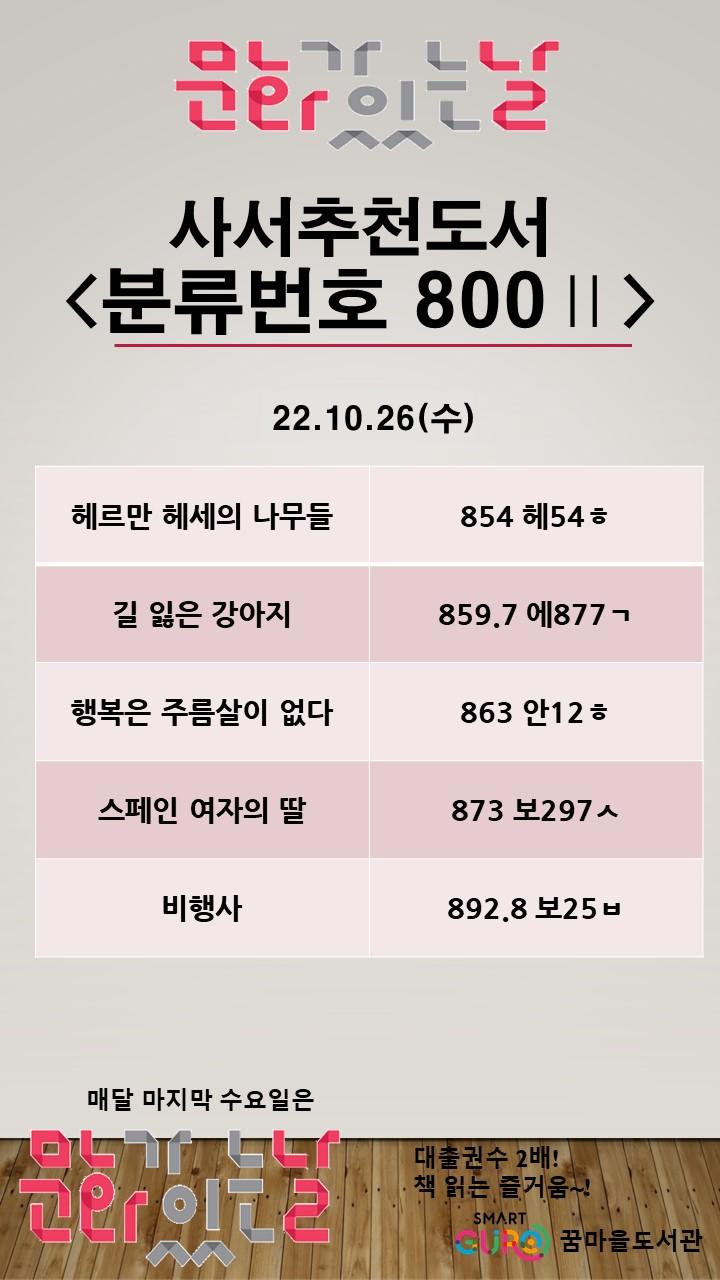 문화가 있는 날
사서추천도서
<분류번호 800||>
22.10.26(수)
헤르만 헤세의 나무들 854 헤54ㅎ
길 잃은 강아지 859.7 에877ㄱ
행복은 주름살이 없다 863 안12ㅎ
스페인 여자의 딸 873 보297ㅅ
비행사 892.8 보25ㅂ
매달 마지막 수요일은
문화가 있는 날
대출권수 2배!
책 읽는 즐거움~!
SMART
GURO 꿈마을도서관